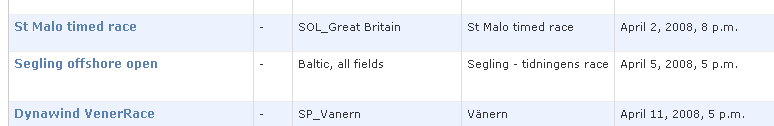 St Malo timed race - SOL_Great Britain St Malo timed race April 2, 2008, 8 p.m.
Segling offshore open - Baltic, all fields Segling - tidningens race April 5, 2008, 5 p.m.
Dynawind VenerRace - SP_Vanern Vänern April 11, 2008, 5 p.m.